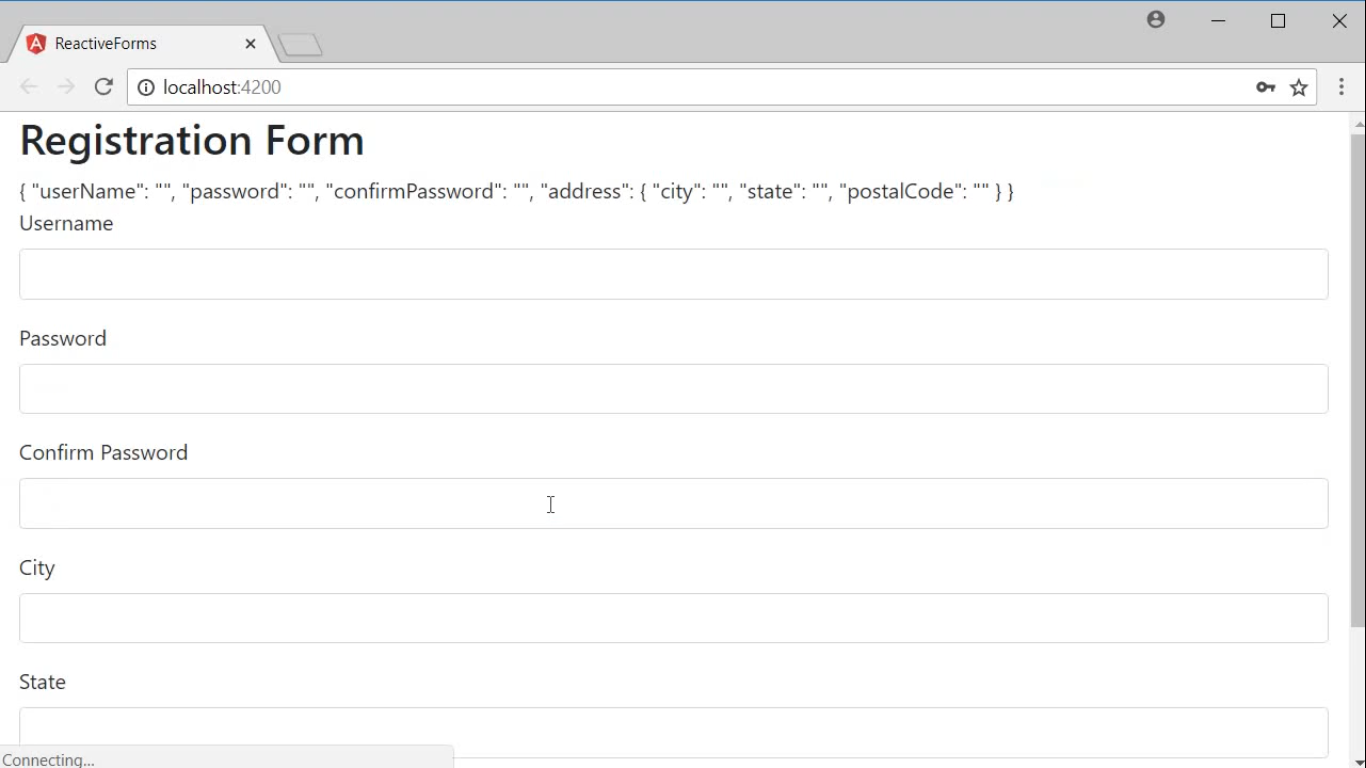 ReactiveForms
localhost:4200
Registration Form
{ "userName": "", "password": "", "confirmPassword": "", "address": { "city": "", "state": "", "postalCode": "" } }
Username
Password
Confirm Password
City
State
Connecting...